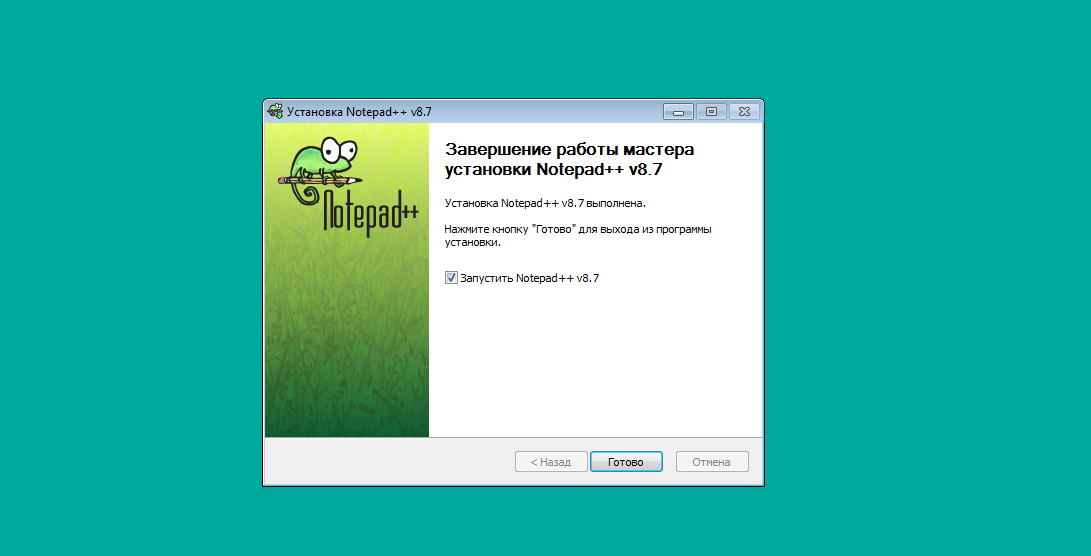 Установка Notepad++ v8.7
Notepad++
Завершение работы мастера
установки Notepad++ v8.7
Установка Notepad++ v8.7 выполнена.
Нажмите кнопку "Готово" для выхода из программы
установки.
Запустить Notepad++ v8.7
< Назад
Готово
Отмена